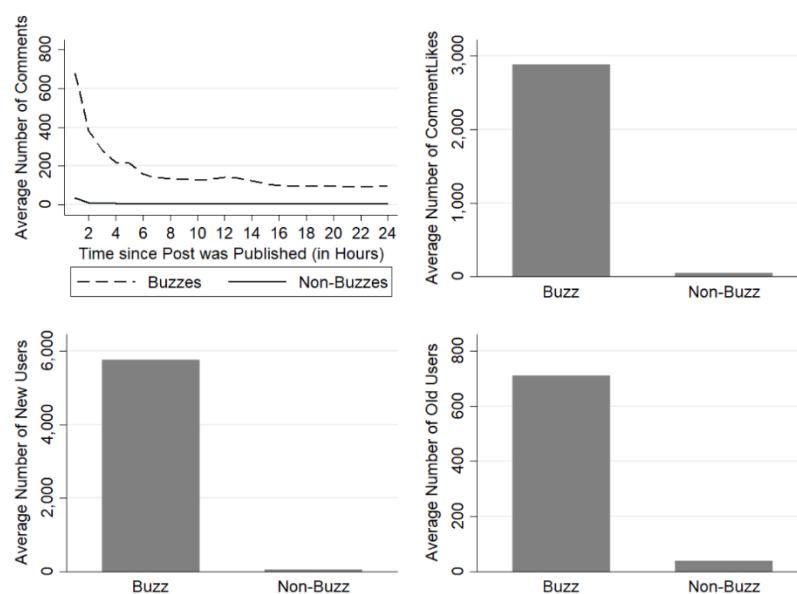 Average Number of Comments
800
600
400
200
0
2 4 6 8 10 12 14 16 18 20 22 24
Time since Post was Published (in Hours)
Buzzes Non-Buzzes
Average Number of CommentLikes
3,000
2,000
1,000
0
Buzz Non-Buzz
Average Number of New Users
6,000
4,000
2,000
0
Buzz Non-Buzz
Average Number of Old Users
800
600
400
200
0
Buzz Non-Buzz